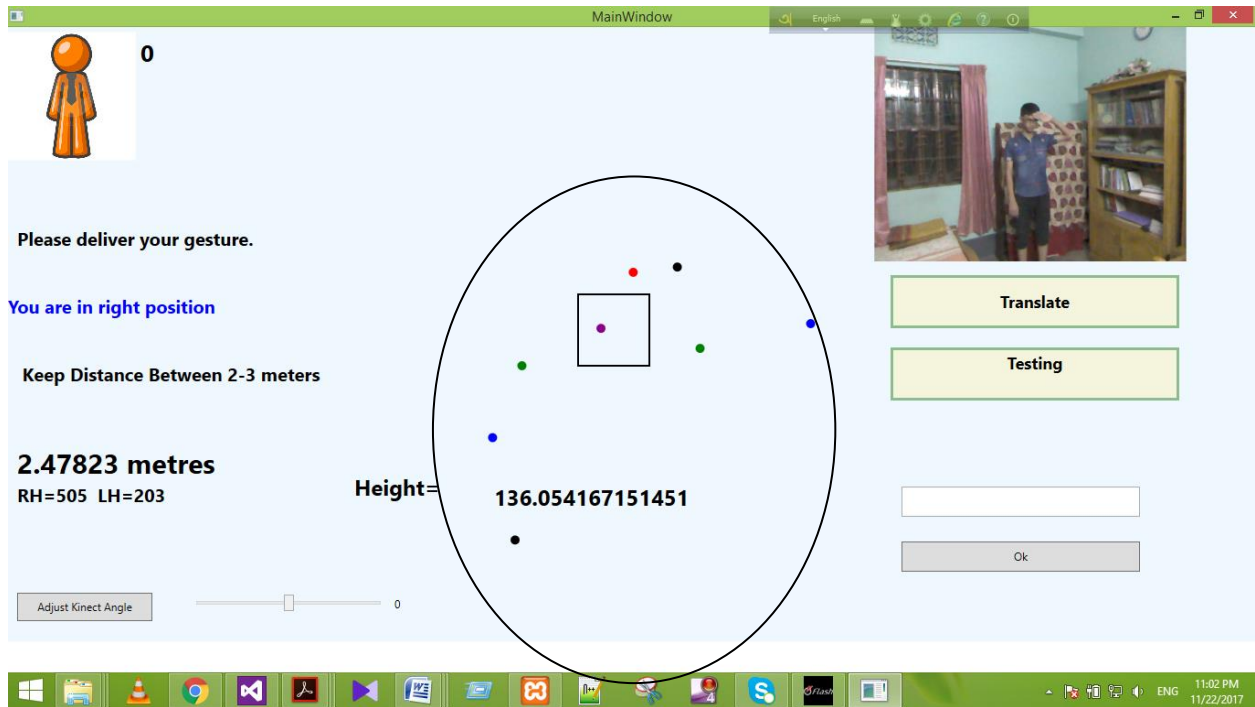 MainWindow
English
0
Please deliver your gesture.
You are in right position
Keep Distance Between 2-3 meters
2.47823 metres
RH=505 LH=203
Height=
136.054167151451
Adjust Kinect Angle
0
Translate
Testing
Ok
ENG
11:02 PM
11/22/2017